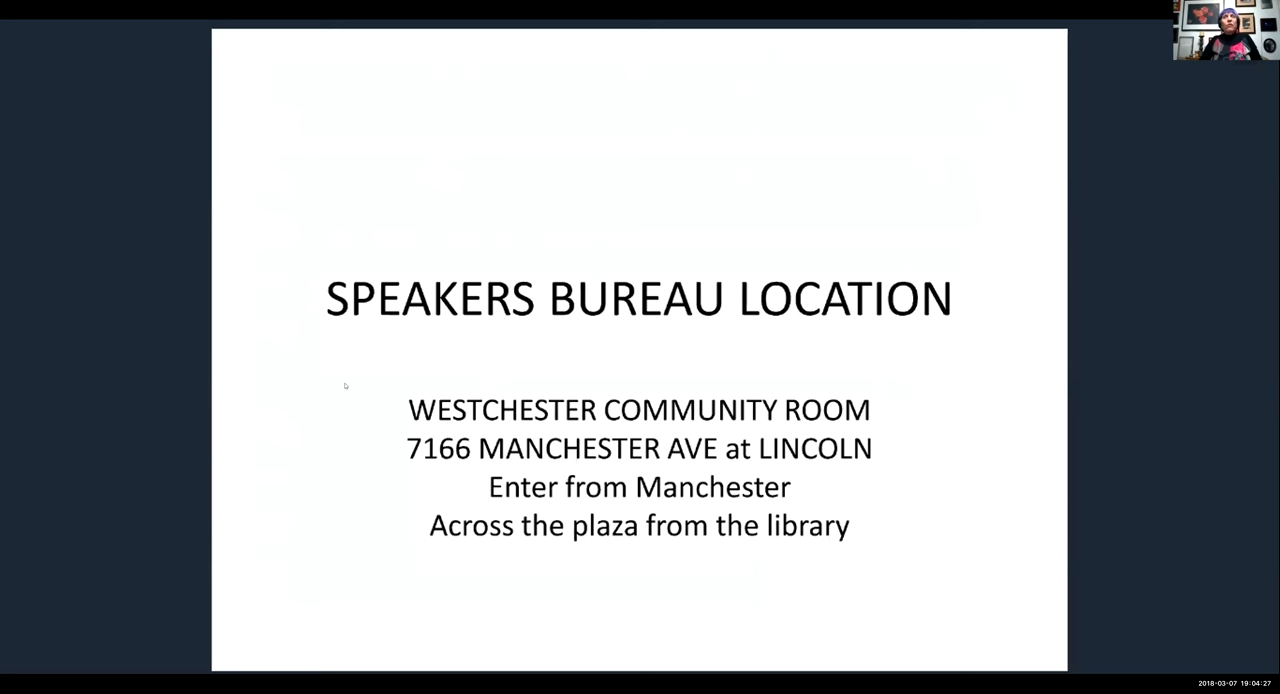 SPEAKERS BUREAU LOCATION
WESTCHESTER COMMUNITY ROOM
7166 MANCHESTER AVE at LINCOLN
Enter from Manchester
Across the plaza from the library
2018-03-07 19:04:27